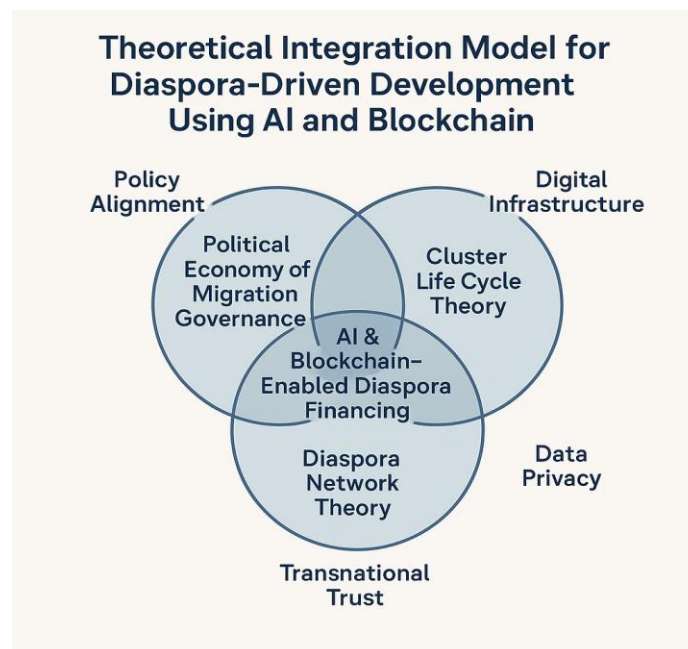 Theoretical Integration Model for
Diaspora-Driven Development
Using AI and Blockchain
Policy
Alignment
Digital
Infrastructure
Political
Economy of
Migration
Governance
Cluster
Life Cycle
Theory
AI &
Blockchain–
Enabled Diaspora
Financing
Diaspora
Network
Theory
Data
Privacy
Transnational
Trust